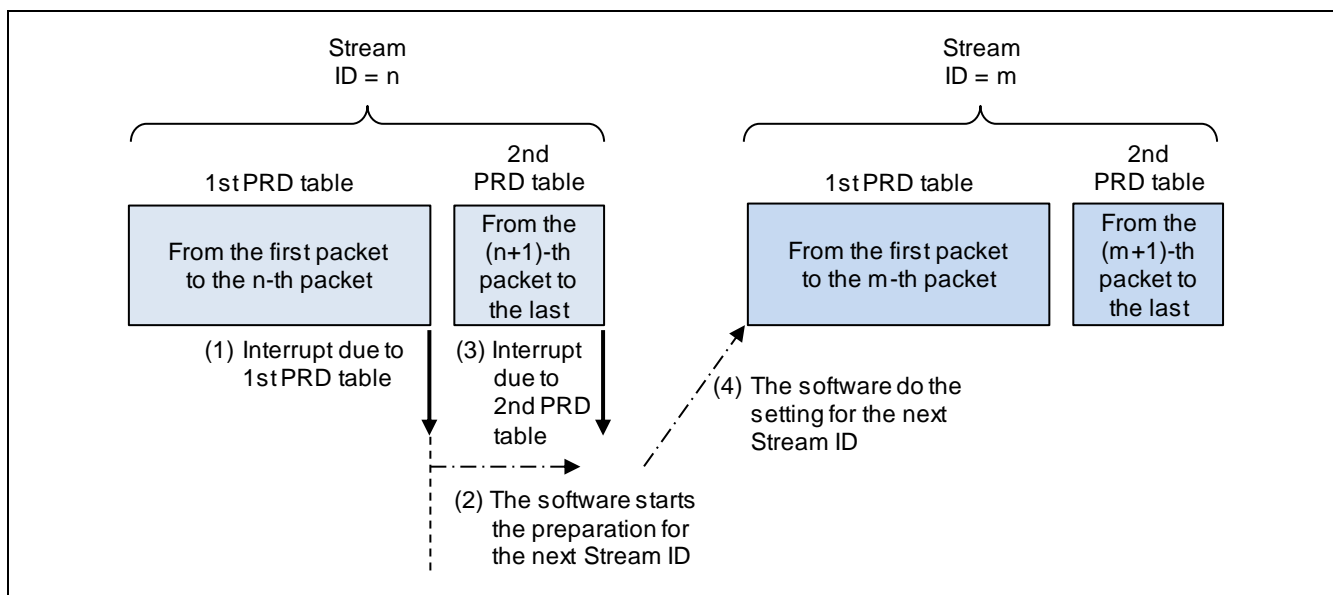 Stream
ID = n
Stream
ID = m
1st PRD table
2nd
PRD table
1st PRD table
2nd
PRD table
From the first packet
to the n-th packet
From the
(n+1)-th
packet to
the last
From the first packet
to the m-th packet
From the
(m+1)-th
packet to
the last
(1) Interrupt due to
1st PRD table
(3) Interrupt
due to
2nd PRD
table
(4) The software do the
setting for the next
Stream ID
(2) The software starts
the preparation for
the next Stream ID